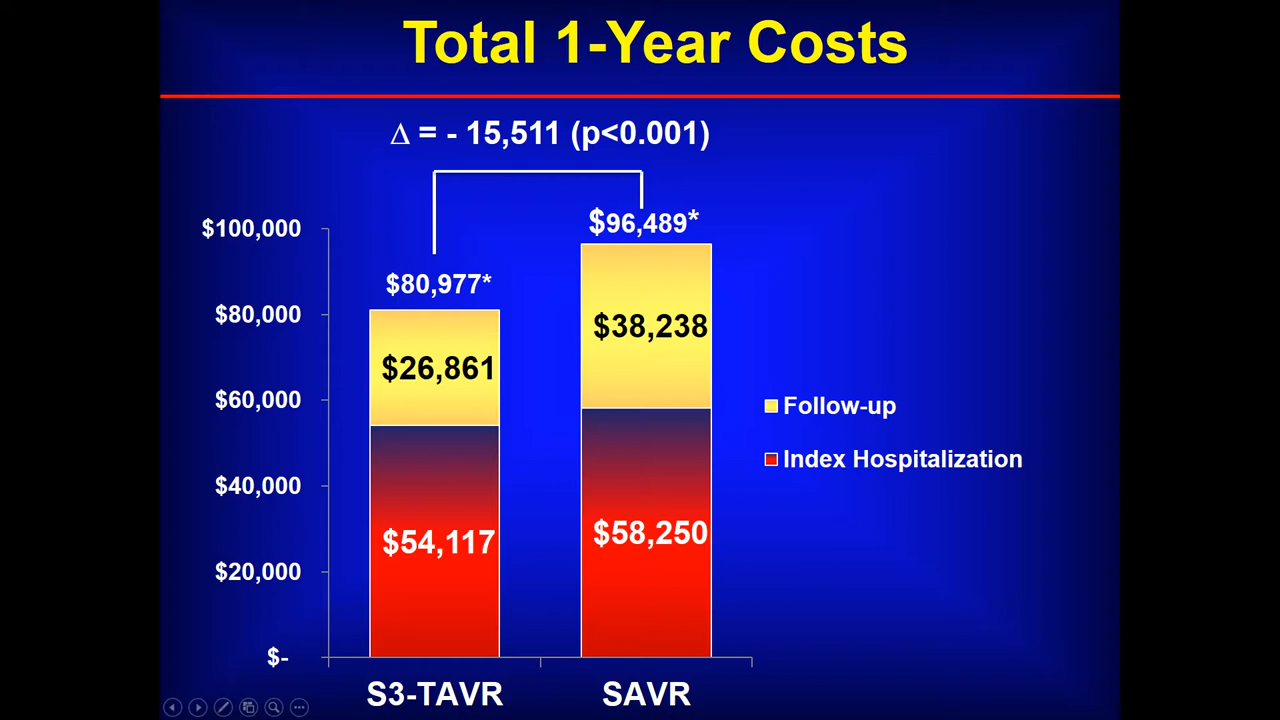 Total 1-Year Costs
Δ = - 15,511 (p<0.001)
$96,489*
$100,000
$80,977*
$80,000
$38,238
$26,861
$60,000
Follow-up
Index Hospitalization
$40,000
$58,250
$54,117
$20,000
$-
S3-TAVR
SAVR